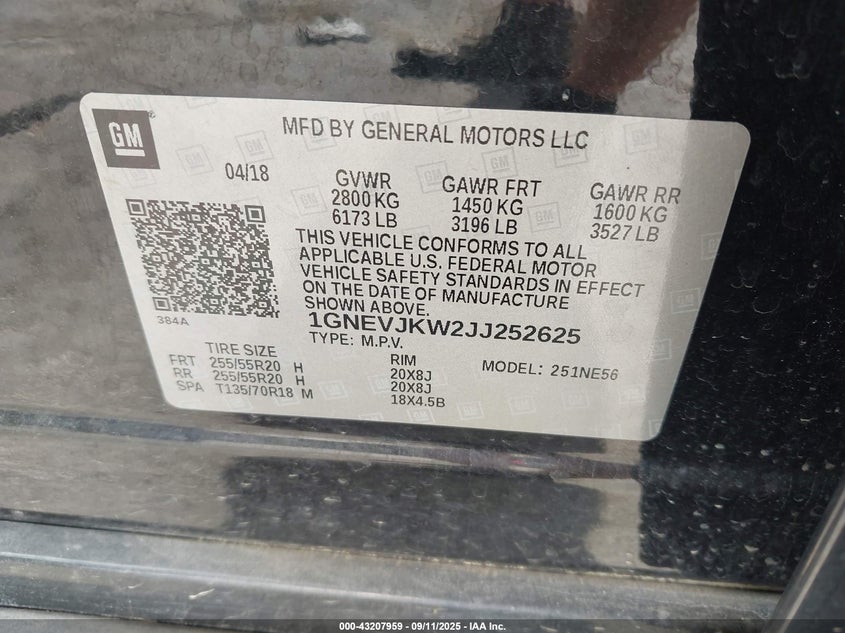 GM
MFD BY GENERAL MOTORS LLC
04/18
GVWR
2800 KG
6173 LB
GAWR FRT
1450 KG
3196 LB
GAWR RR
1600 KG
3527 LB
THIS VEHICLE CONFORMS TO ALL
APPLICABLE U.S. FEDERAL MOTOR
VEHICLE SAFETY STANDARDS IN EFFECT
ON THE DATE OF MANUFACTURE
SHOWN ABOVE.
384A
1GNEVJKW2JJ252625
TYPE: M.P.V.
MODEL: 251NE56
TIRE SIZE RIM
FRT 255/55R20 H 20X8J
RR 255/55R20 H 20X8J
SPA T135/70R18 M 18X4.5B
000-43207959 - 09/11/2025 - IAA Inc.